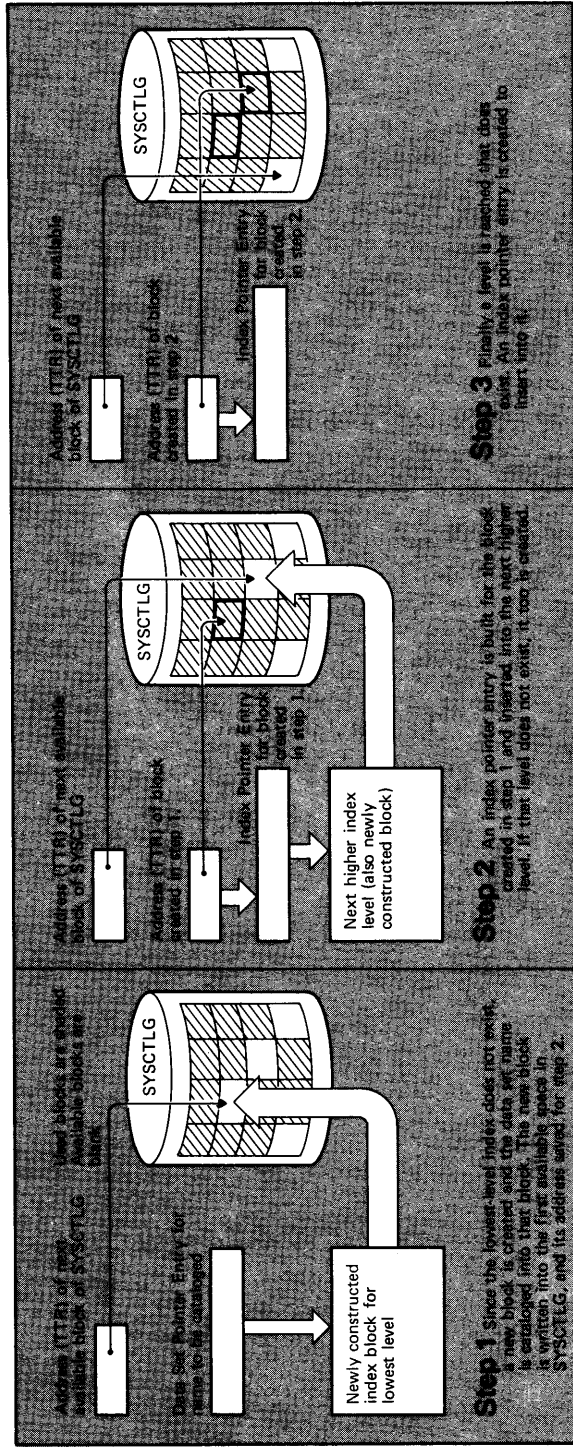 Address (TTR) of next
available block of SYSCTLG
Used blocks are shaded
Available blocks are
blank
Data Set Pointer Entry for
name to be cataloged
SYSCTLG
Newly constructed
index block for
lowest level
Step 1 Since the lowest-level index does not exist,
a new block is created and the data set name
is cataloged into that block. The new block
is written into the first available space in
SYSCTLG, and its address saved for step 2.
Address (TTR) of next available
block of SYSCTLG
Address (TTR) of block
created in step 1.
Index Pointer Entry
for block
created
in step 1.
SYSCTLG
Next higher index
level (also newly
constructed block)
Step 2 An index pointer entry is built for the block
created in step 1 and inserted into the next higher
level. If that level does not exist, it too is created.
Address (TTR) of next available
block of SYSCTLG
Address (TTR) of block
created in step 2.
Index Pointer Entry
for block
created
in step 2.
SYSCTLG
Step 3 Finally a level is reached that does
exist. An index pointer entry is created to
insert into it.